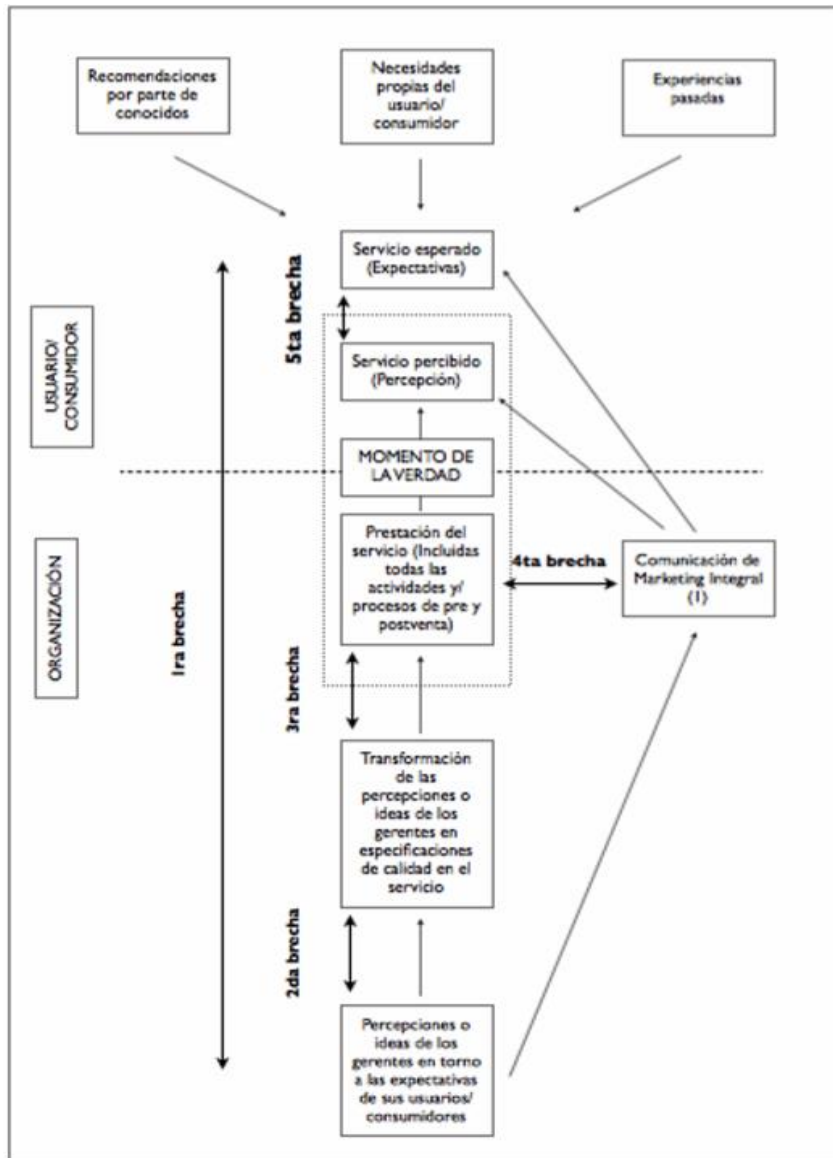 Recomendaciones
por parte de
conocidos
Necesidades
propias del
usuario/
consumidor
Experiencias
pasadas
Servicio esperado
(Expectativas)
5ta brecha
Servicio percibido
(Percepción)
USUARIO/
CONSUMIDOR
MOMENTO DE
LA VERDAD
Prestación del
servicio (Incluidas
todas las
actividades y/
procesos de pre y
postventa)
4ta brecha
Comunicación de
Marketing Integral
(1)
ORGANIZACIÓN
1ra brecha
3ra brecha
Transformación
de las
percepciones o
ideas de los
gerentes en
especificaciones
de calidad en el
servicio
2da brecha
Percepciones o
ideas de los
gerentes en torno
a las expectativas
de sus usuarios/
consumidores